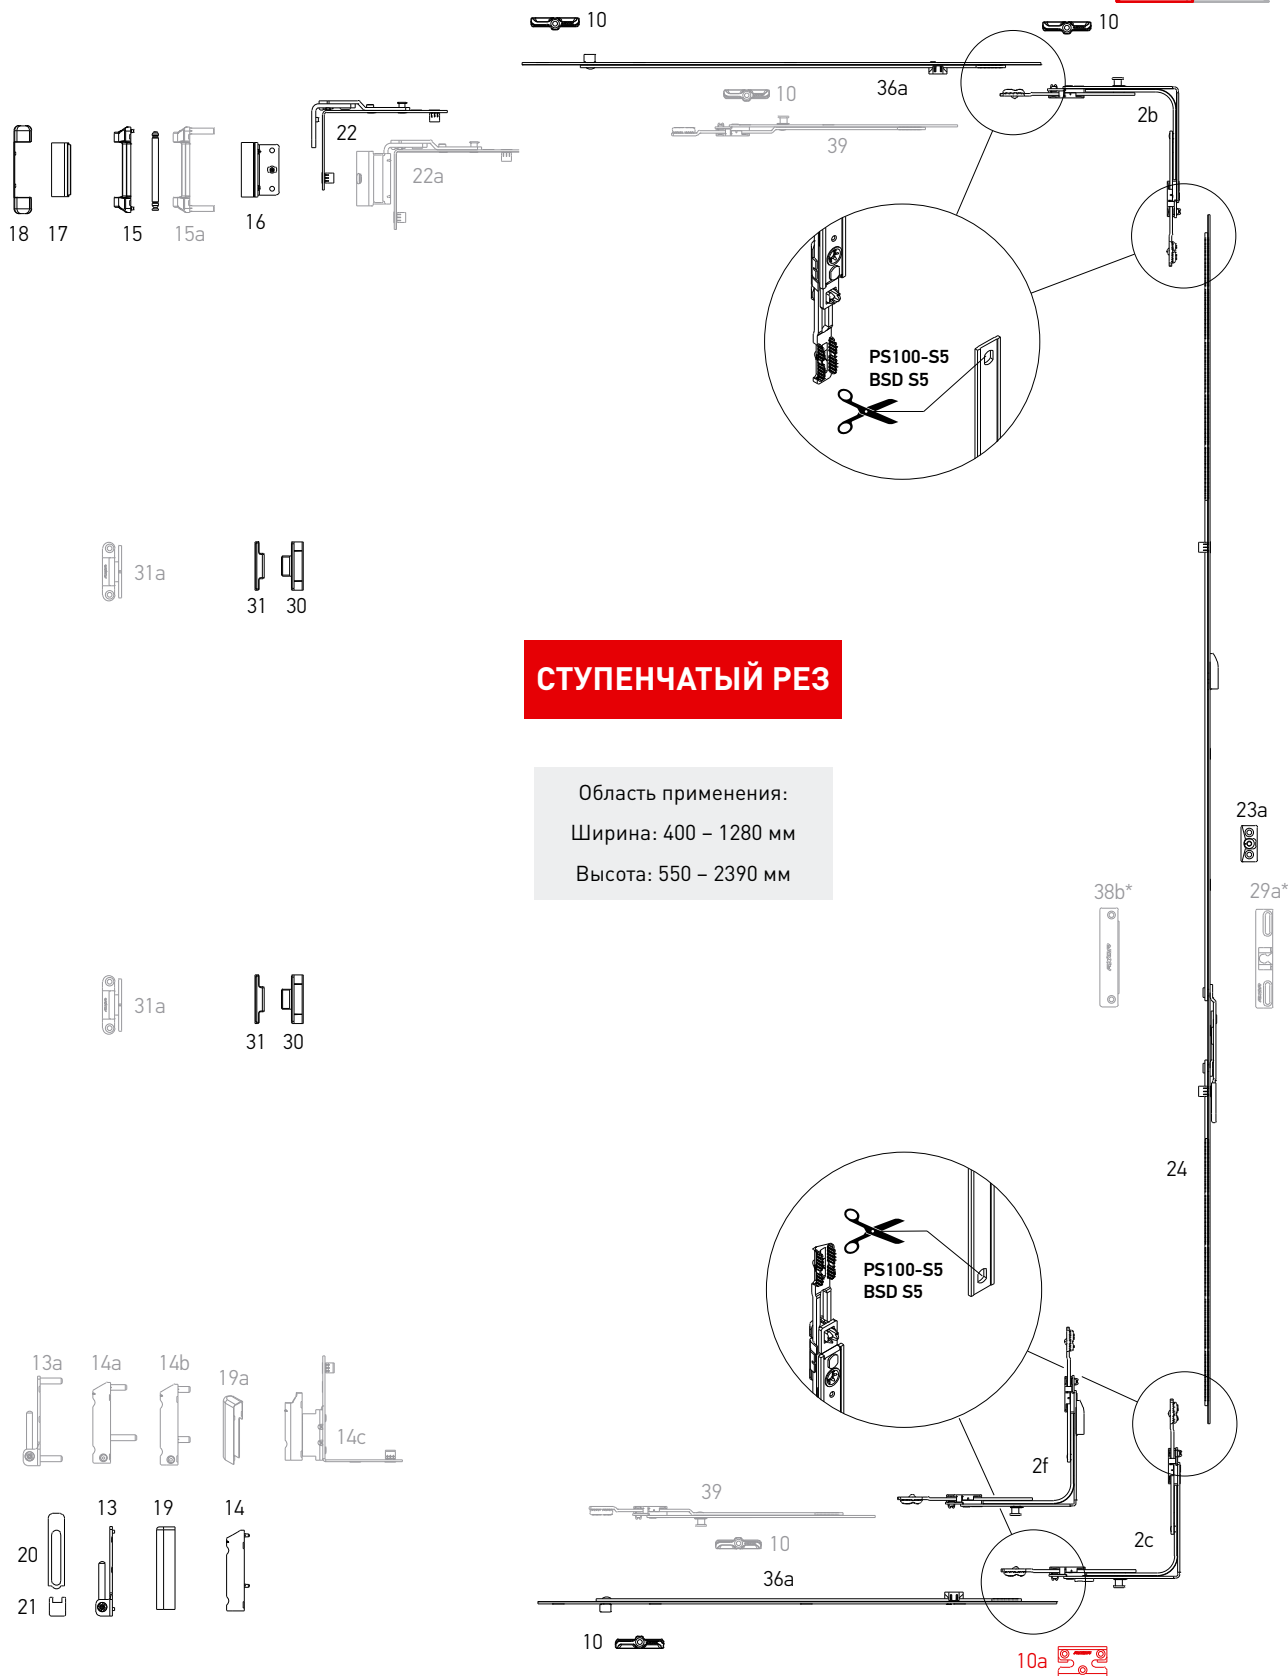 10
10
36a
10
2b
22
39
22a
18
17
15
15a
16
PS100-S5
BSD S5
31a
31
30
СТУПЕНЧАТЫЙ РЕЗ
Область применения:
Ширина: 400 – 1280 мм
Высота: 550 – 2390 мм
23a
38b*
29a*
31a
31
30
24
PS100-S5
BSD S5
13a
14a
14b
19a
14c
2f
39
13
19
14
10
2c
20
36a
21
10
10a